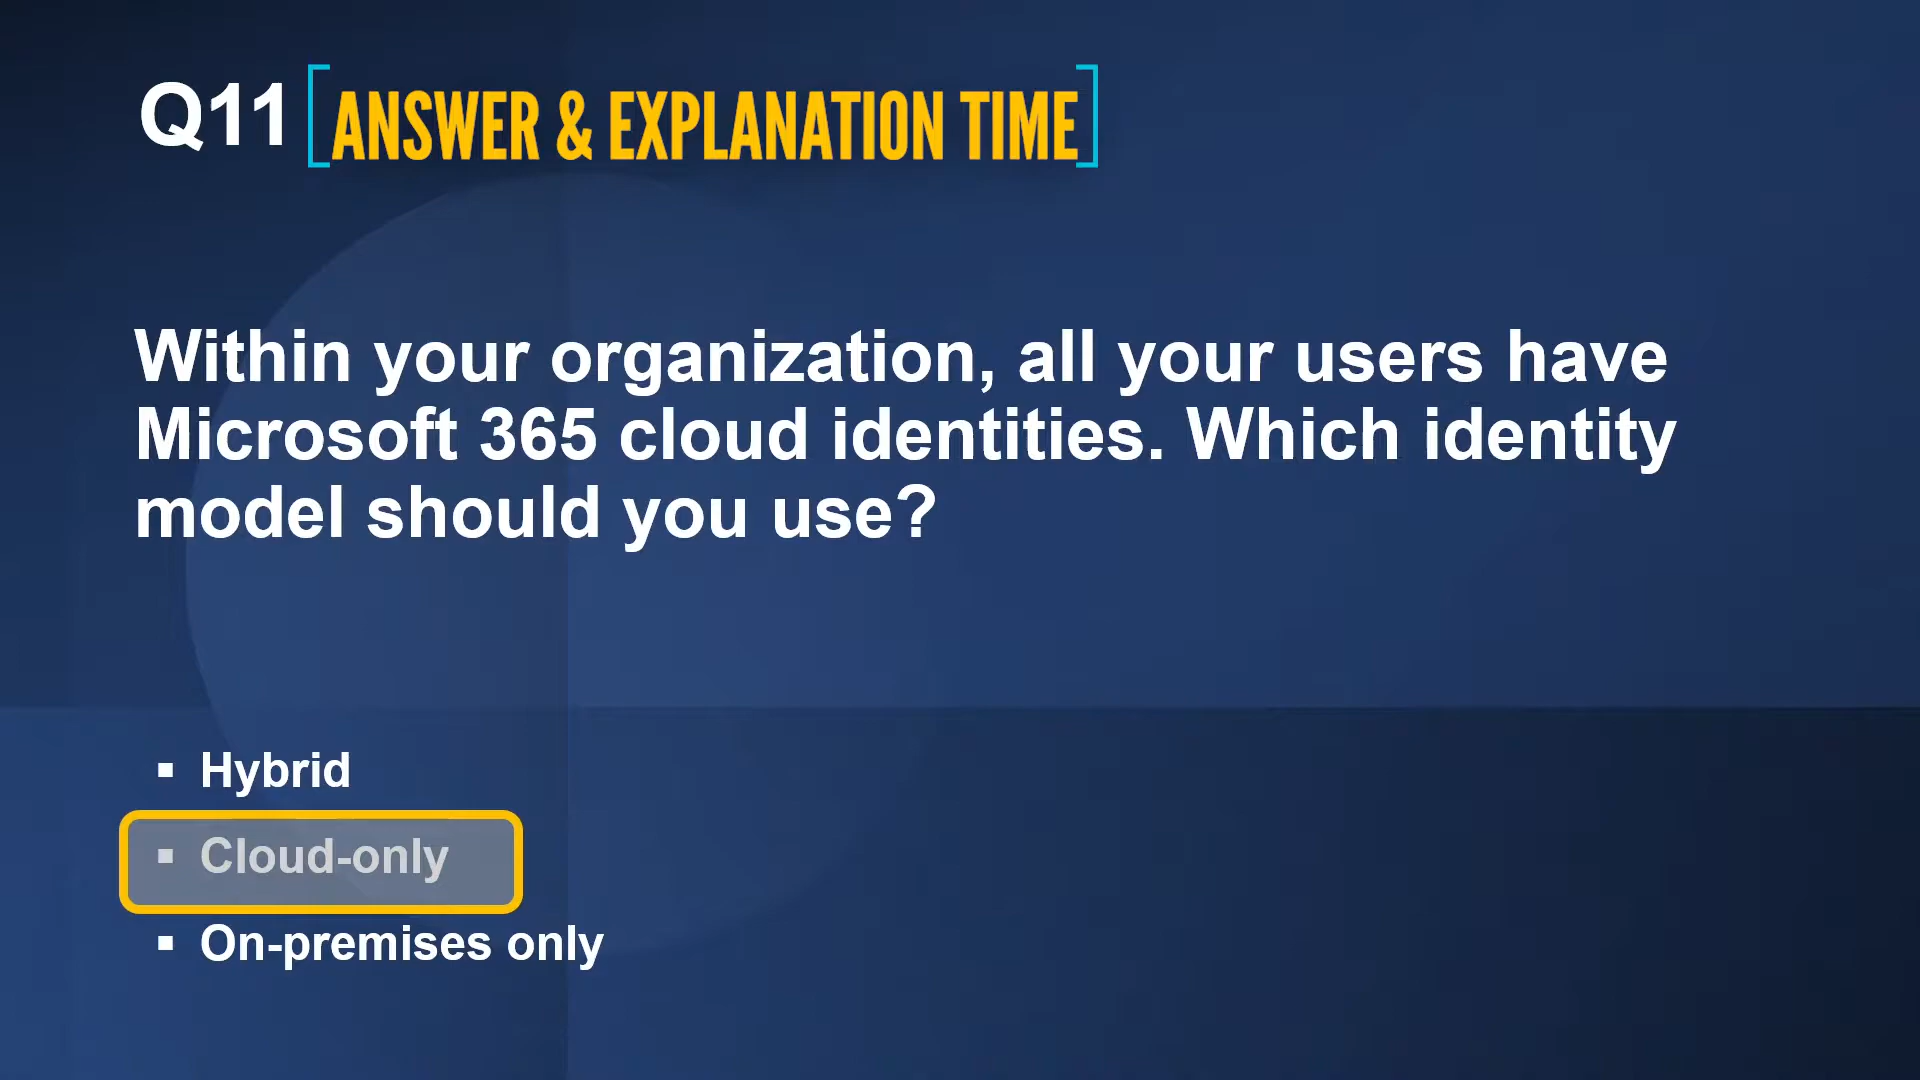 Q11 [ANSWER & EXPLANATION TIME]
Within your organization, all your users have
Microsoft 365 cloud identities. Which identity
model should you use?
▪ Hybrid
▪ Cloud-only
▪ On-premises only